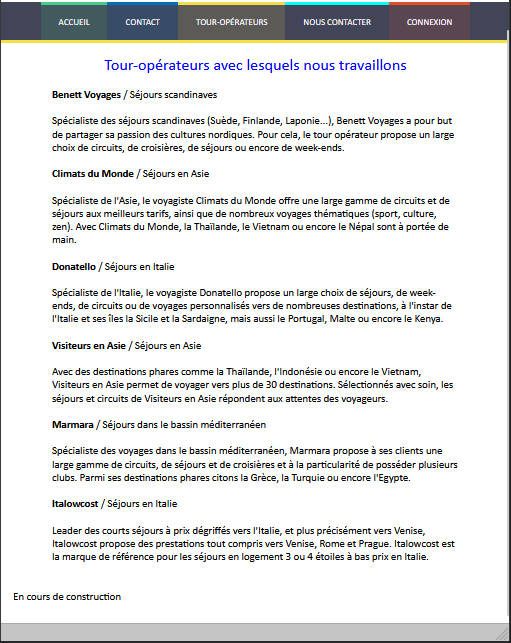 ACCUEIL CONTACT TOUR-OPÉRATEURS NOUS CONTACTER CONNEXION
Tour-opérateurs avec lesquels nous travaillons
Benett Voyages / Séjours scandinaves
Spécialiste des séjours scandinaves (Suède, Finlande, Laponie...), Benett Voyages a pour but
de partager sa passion des cultures nordiques. Pour cela, le tour opérateur propose un large
choix de circuits, de croisières, de séjours ou encore de week-ends.
Climats du Monde / Séjours en Asie
Spécialiste de l'Asie, le voyagiste Climats du Monde offre une large gamme de circuits et de
séjours aux meilleurs tarifs, ainsi que de nombreux voyages thématiques (sport, culture,
zen). Avec Climats du Monde, la Thaïlande, le Vietnam ou encore le Népal sont à portée de
main.
Donatello / Séjours en Italie
Spécialiste de l'Italie, le voyagiste Donatello propose un large choix de séjours, de week-
ends, de circuits ou de voyages personnalisés vers de nombreuses destinations, à l'instar de
l'Italie et ses îles la Sicile et la Sardaigne, mais aussi le Portugal, Malte ou encore le Kenya.
Visiteurs en Asie / Séjours en Asie
Avec des destinations phares comme la Thaïlande, l'Indonésie ou encore le Vietnam,
Visiteurs en Asie permet de voyager vers plus de 30 destinations. Sélectionnés avec soin, les
séjours et circuits de Visiteurs en Asie répondent aux attentes des voyageurs.
Marmara / Séjours dans le bassin méditerranéen
Spécialiste des voyages dans le bassin méditerranéen, Marmara propose à ses clients une
large gamme de circuits, de séjours et de croisières et à la particularité de posséder plusieurs
clubs. Parmi ses destinations phares citons la Grèce, la Turquie ou encore l'Egypte.
Italowcost / Séjours en Italie
Leader des courts séjours à prix dégriffés vers l'Italie, et plus précisément vers Venise,
Italowcost propose des prestations tout compris vers Venise, Rome et Prague. Italowcost est
la marque de référence pour les séjours en logement 3 ou 4 étoiles à bas prix en Italie.
En cours de construction